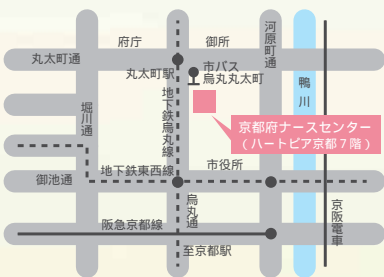 府庁
御所
河原町通
丸太町通
市バス
烏丸丸太町
丸太町駅
鴨川
地下鉄烏丸線
堀川通
京都府ナースセンター
(ハートピア京都7階)
地下鉄東西線
市役所
御池通
烏丸通
京阪電車
阪急京都線
至京都駅